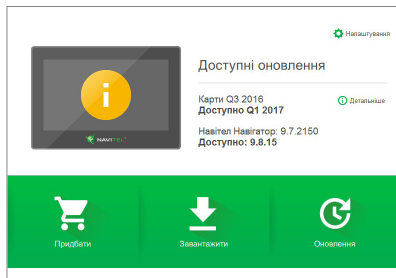 Налаштування
Доступні оновлення
Карти Q3 2016
Детальніше
Доступно Q1 2017
Навітел Навігатор: 9.7.2150
Доступно: 9.8.15
NAVITEL
Придбати
Завантажити
Оновлення